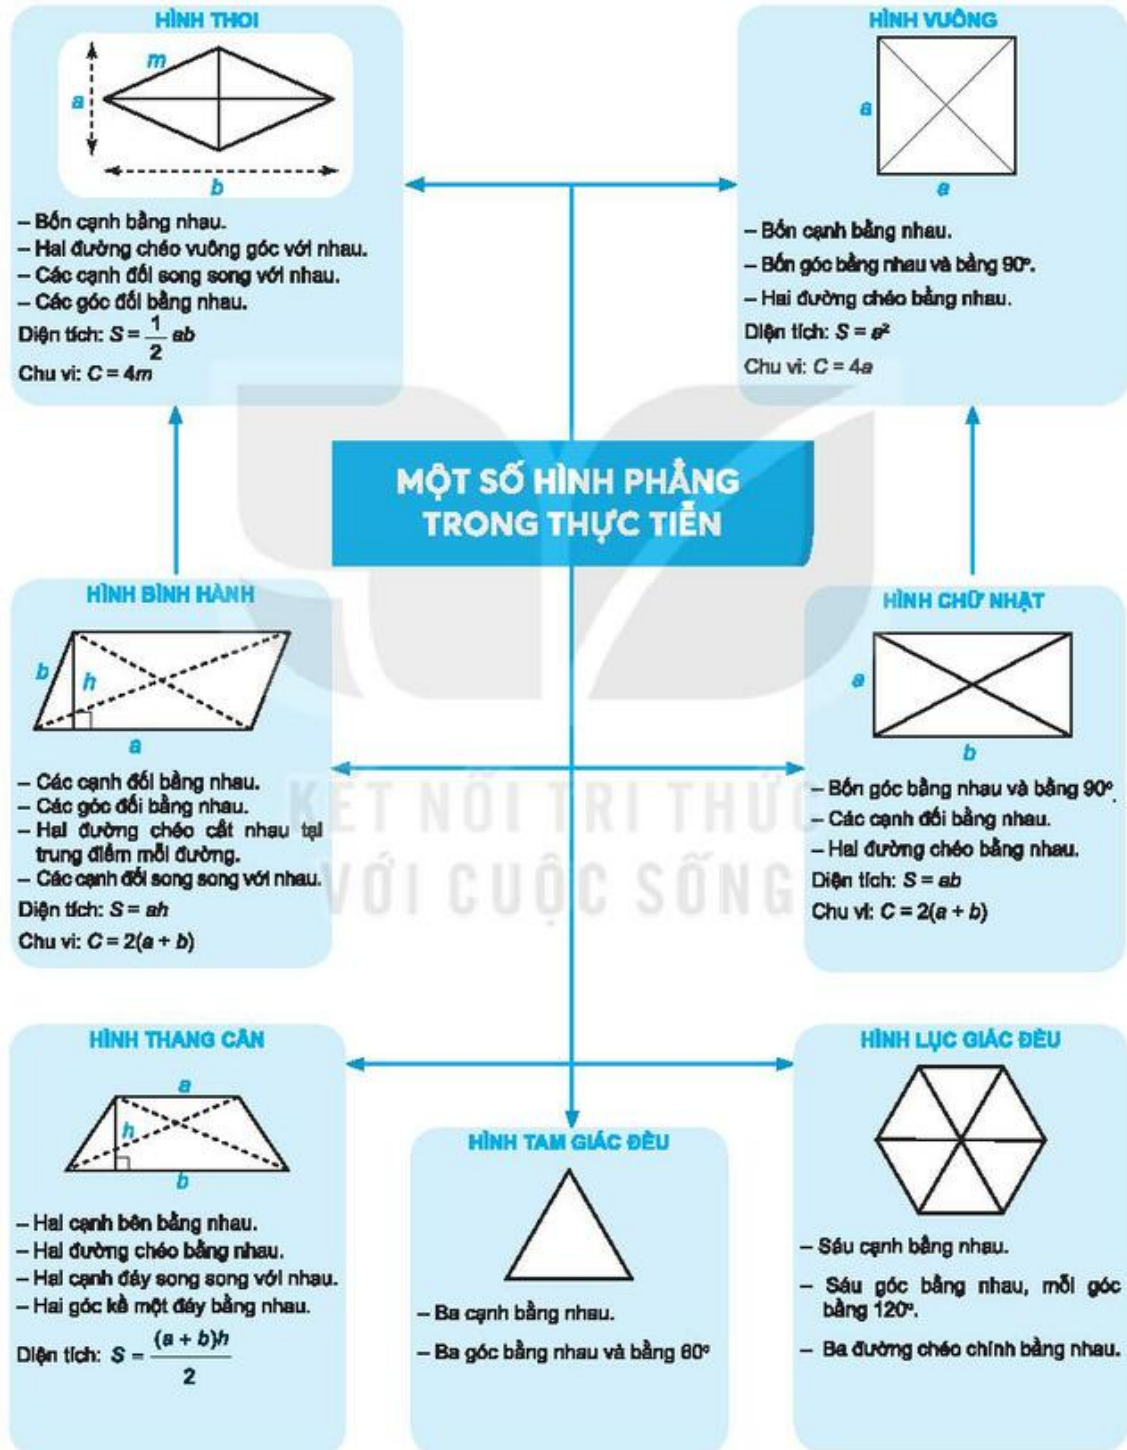 HÌNH THOI
m
a
b
– Bốn cạnh bằng nhau.
– Hai đường chéo vuông góc với nhau.
– Các cạnh đối song song với nhau.
– Các góc đối bằng nhau.
Diện tích: S = 1/2 ab
Chu vi: C = 4m
HÌNH VUÔNG
a
a
– Bốn cạnh bằng nhau.
– Bốn góc bằng nhau và bằng 90°.
– Hai đường chéo bằng nhau.
Diện tích: S = a²
Chu vi: C = 4a
MỘT SỐ HÌNH PHẲNG
TRONG THỰC TIỄN
HÌNH BÌNH HÀNH
b
h
a
– Các cạnh đối bằng nhau.
– Các góc đối bằng nhau.
– Hai đường chéo cắt nhau tại
trung điểm mỗi đường.
– Các cạnh đối song song với nhau.
Diện tích: S = ah
Chu vi: C = 2(a + b)
HÌNH CHỮ NHẬT
a
b
– Bốn góc bằng nhau và bằng 90°.
– Các cạnh đối bằng nhau.
– Hai đường chéo bằng nhau.
Diện tích: S = ab
Chu vi: C = 2(a + b)
KẾT NỐI TRI THỨC
VỚI CUỘC SỐNG
HÌNH THANG CÂN
a
h
b
– Hai cạnh bên bằng nhau.
– Hai đường chéo bằng nhau.
– Hai cạnh đáy song song với nhau.
– Hai góc kề một đáy bằng nhau.
Diện tích: S = (a + b)h/2
HÌNH TAM GIÁC ĐỀU
– Ba cạnh bằng nhau.
– Ba góc bằng nhau và bằng 60°
HÌNH LỤC GIÁC ĐỀU
– Sáu cạnh bằng nhau.
– Sáu góc bằng nhau, mỗi góc
bằng 120°.
– Ba đường chéo chính bằng nhau.